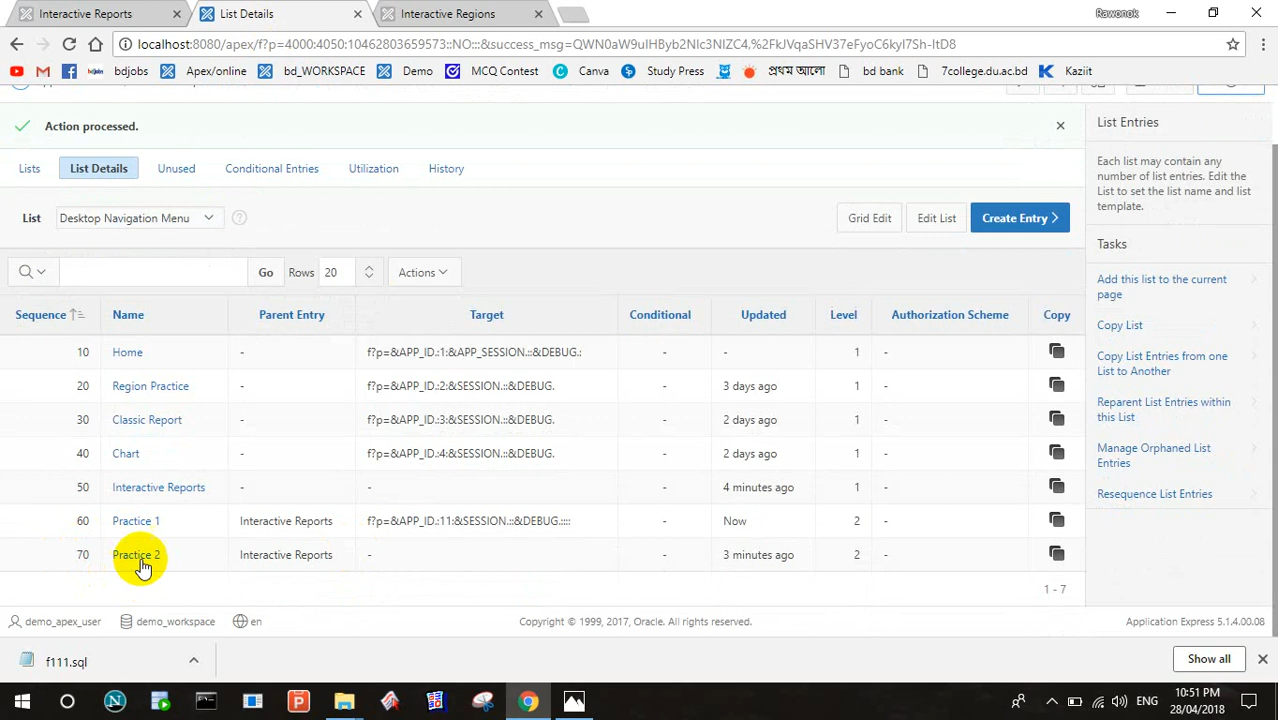 Interactive Reports
List Details
Interactive Regions
Rawonok
localhost:8080/apex/f?p=4000:4050:10462803659573::NO:::&success_msg=QWN0aW9uIHByb2Nlc3NlZC4,%2FkJVqaSHV37eFyoC6kyl7Sh-ItD8
bdjobs
bdjobs
Apex/online
bd_WORKSPACE
Demo
MCQ Contest
Canva
Study Press
প্রথম আলো
bd bank
7college.du.ac.bd
Kaziit
Action processed.
Lists
List Details
Unused
Conditional Entries
Utilization
History
List
Desktop Navigation Menu
Grid Edit
Edit List
Create Entry
Go
Rows
20
Actions
Sequence Name Parent Entry Target Conditional Updated Level Authorization Scheme Copy
10 Home - f?p=&APP_ID.:1:&APP_SESSION.::&DEBUG.: - - 1 -
20 Region Practice - f?p=&APP_ID.:2:&SESSION.::&DEBUG. - 3 days ago 1 -
30 Classic Report - f?p=&APP_ID.:3:&SESSION.::&DEBUG. - 2 days ago 1 -
40 Chart - f?p=&APP_ID.:4:&SESSION.::&DEBUG. - 2 days ago 1 -
50 Interactive Reports - - - 4 minutes ago 1 -
60 Practice 1 Interactive Reports f?p=&APP_ID.:11:&SESSION.::&DEBUG.:::: - Now 2 -
70 Practice 2 Interactive Reports - - 3 minutes ago 2 -
1 - 7
List Entries
Each list may contain any
number of list entries. Edit the
List to set the list name and list
template.
Tasks
Add this list to the current
page
Copy List
Copy List Entries from one
List to Another
Reparent List Entries within
this List
Manage Orphaned List
Entries
Resequence List Entries
demo_apex_user
demo_workspace
en
Copyright © 1999, 2017, Oracle. All rights reserved.
Application Express 5.1.4.00.08
f111.sql
Show all
ENG
10:51 PM
28/04/2018